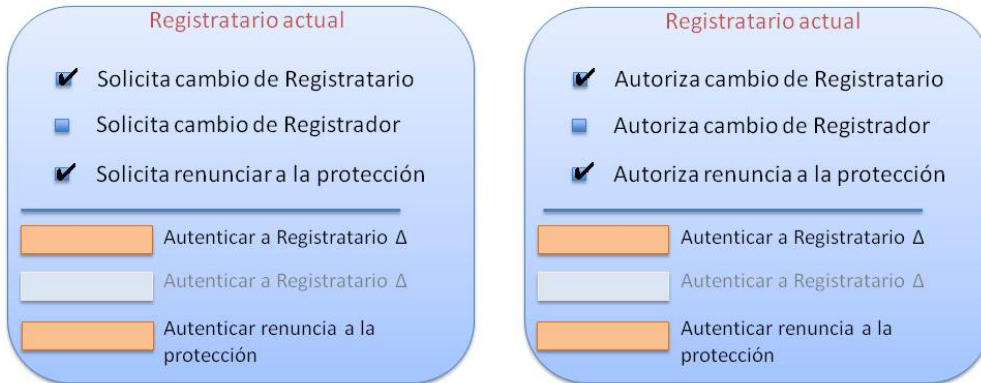 Registratario actual
Solicita cambio de Registratario
Solicita cambio de Registrador
Solicita renunciar a la protección
Autenticar a Registratario Δ
Autenticar a Registratario Δ
Autenticar renuncia a la
protección
Registratario actual
Autoriza cambio de Registratario
Autoriza cambio de Registrador
Autoriza renuncia a la protección
Autenticar a Registratario Δ
Autenticar a Registratario Δ
Autenticar renuncia a la
protección